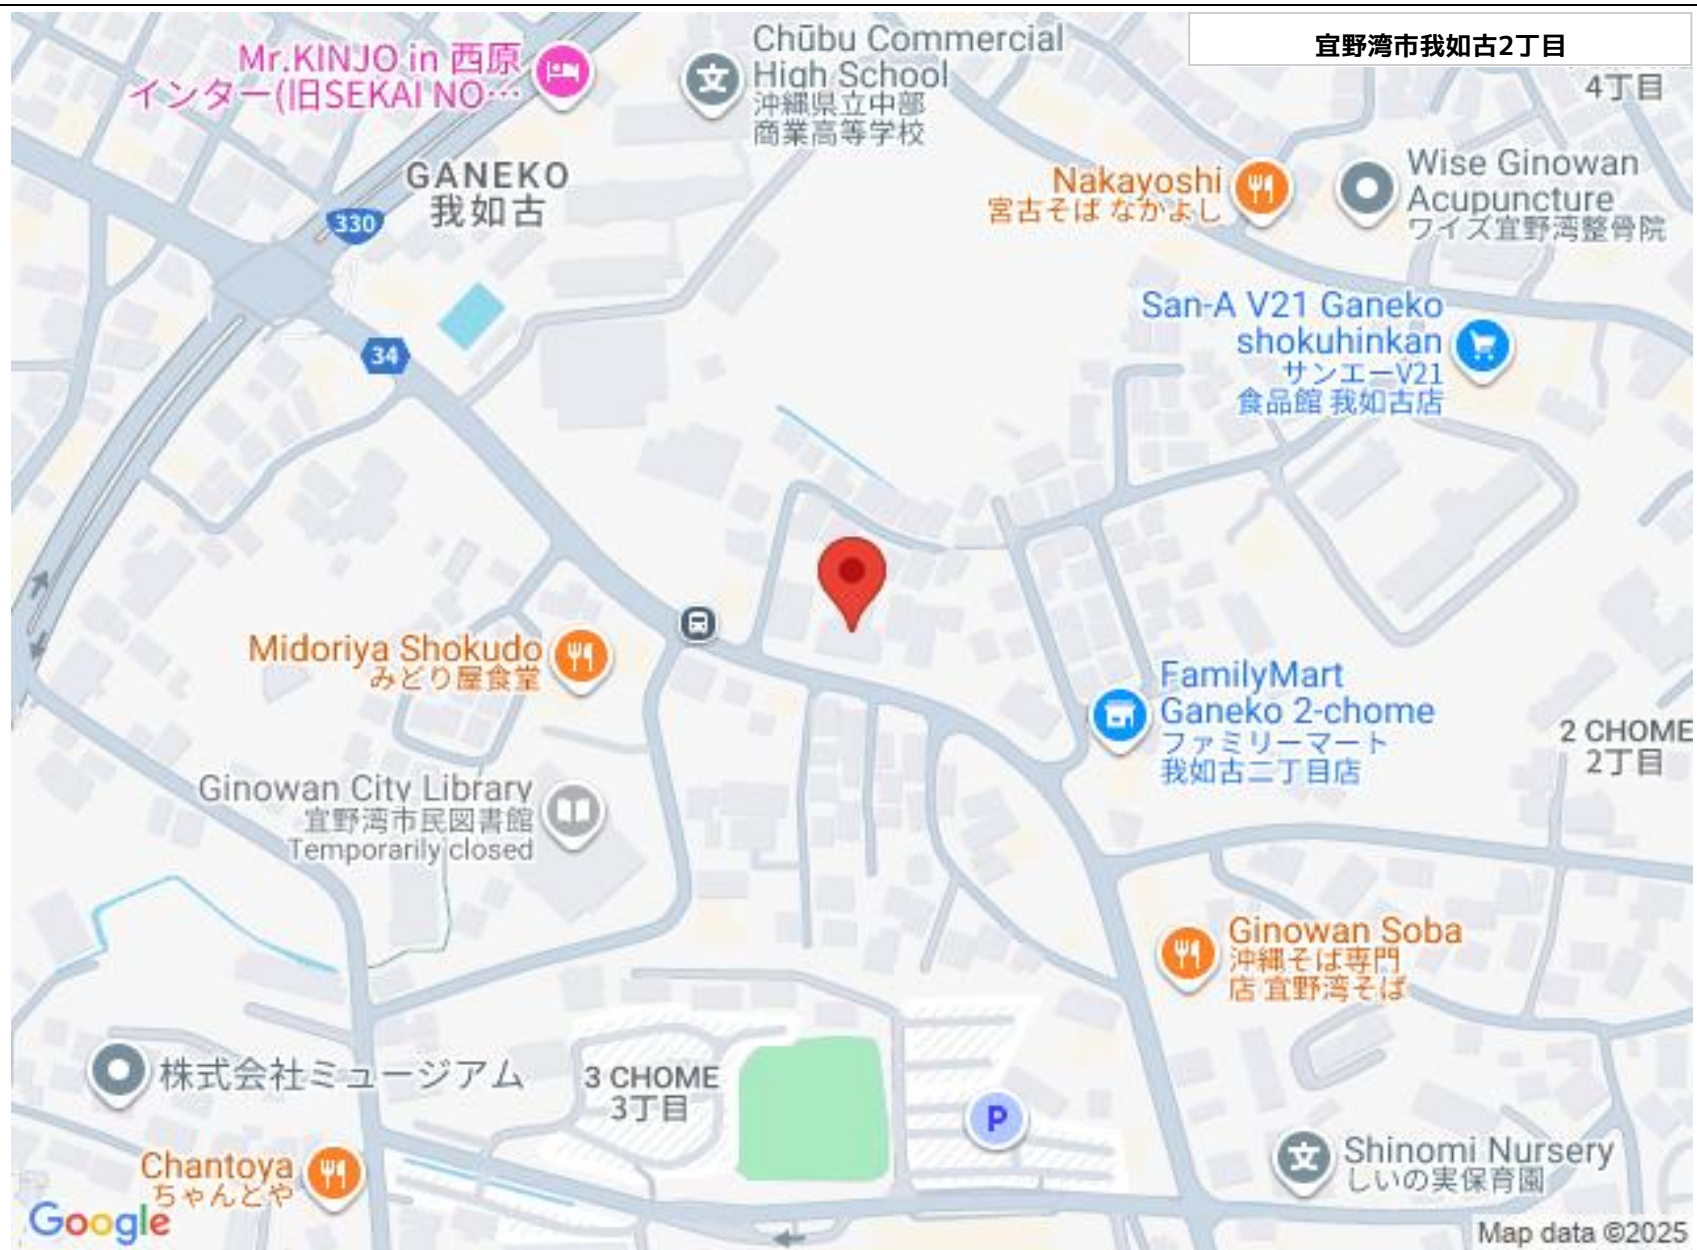 宜野湾市我如古2丁目
4丁目
Mr.KINJO in 西原
インター(旧SEKAI NO…
Chūbu Commercial
High School
沖縄県立中部
商業高等学校
GANEKO
我如古
330
34
Nakayoshi
宮古そば なかよし
Wise Ginowan
Acupuncture
ワイズ宜野湾整骨院
San-A V21 Ganeko
shokuhinkan
サンエーV21
食品館 我如古店
Midoriya Shokudo
みどり屋食堂
FamilyMart
Ganeko 2-chome
ファミリーマート
我如古二丁目店
2 CHOME
2丁目
Ginowan City Library
宜野湾市民図書館
Temporarily closed
Ginowan Soba
沖縄そば専門
店 宜野湾そば
株式会社ミュージアム
3 CHOME
3丁目
P
Chantoya
ちゃんとや
Shinomi Nursery
しいの実保育園
Google
Map data ©2025